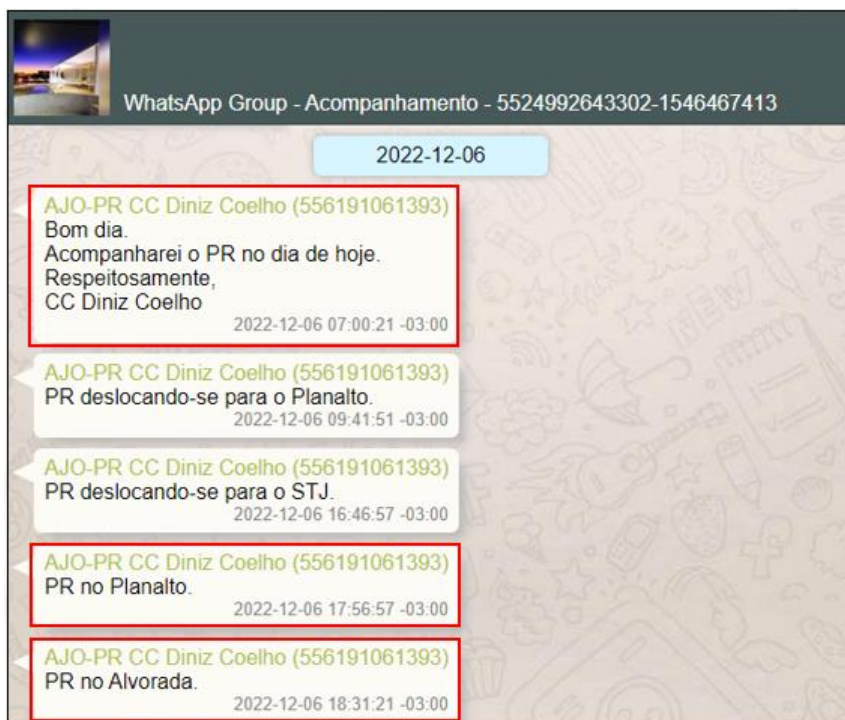 WhatsApp Group - Acompanhamento - 5524992643302-1546467413
2022-12-06
AJO-PR CC Diniz Coelho (556191061393)
Bom dia.
Acompanharei o PR no dia de hoje.
Respeitosamente,
CC Diniz Coelho
2022-12-06 07:00:21 -03:00
AJO-PR CC Diniz Coelho (556191061393)
PR deslocando-se para o Planalto.
2022-12-06 09:41:51 -03:00
AJO-PR CC Diniz Coelho (556191061393)
PR deslocando-se para o STJ.
2022-12-06 16:46:57 -03:00
AJO-PR CC Diniz Coelho (556191061393)
PR no Planalto.
2022-12-06 17:56:57 -03:00
AJO-PR CC Diniz Coelho (556191061393)
PR no Alvorada.
2022-12-06 18:31:21 -03:00